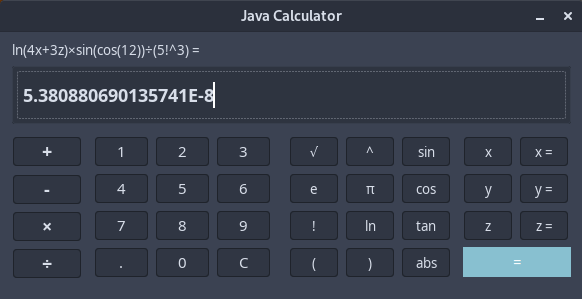 Java Calculator
ln(4x+3z)×sin(cos(12))÷(5!^3) =
5.380880690135741E-8
+ 1 2 3 √ ^ sin x x =
- 4 5 6 e π cos y y =
× 7 8 9 ! ln tan z z =
÷ . 0 C ( ) abs =